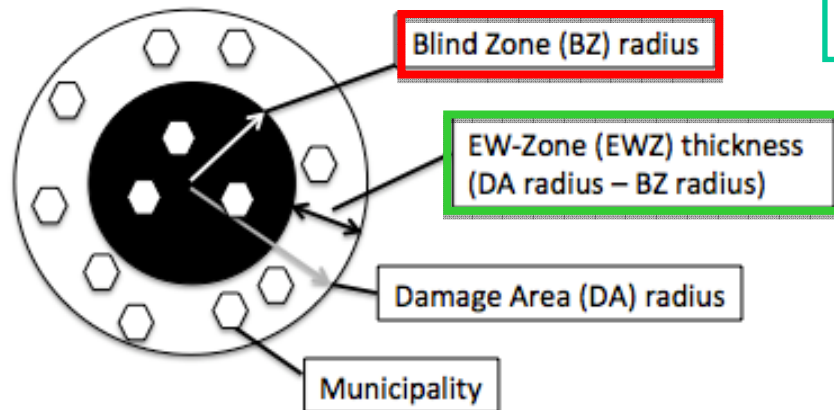 Blind Zone (BZ) radius
EW-Zone (EWZ) thickness
(DA radius – BZ radius)
Damage Area (DA) radius
Municipality